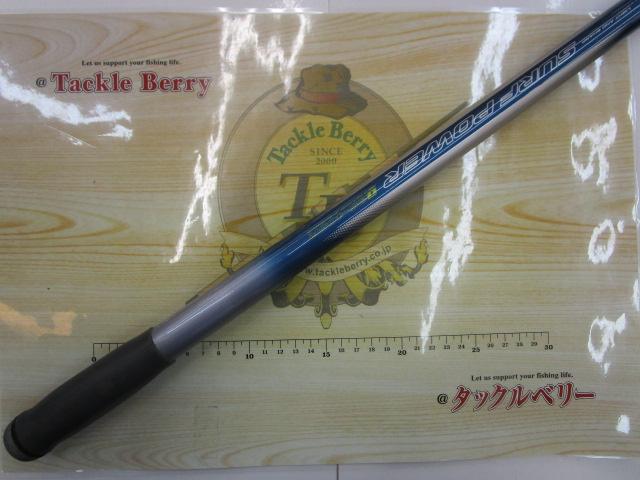 Let us support your fishing life.
@ Tackle Berry
SURF POWER
Tackle Berry
SINCE
2000
www.tackleberry.co.jp
0 5 10 15 20 25 30
Let us support your fishing life.
@ タックルベリー